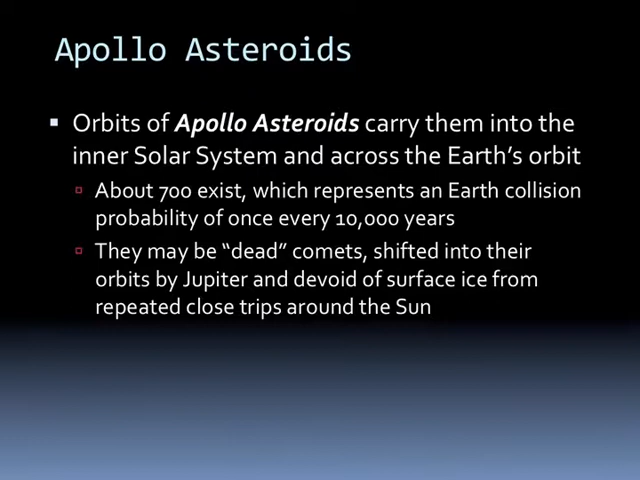 Apollo Asteroids
Orbits of Apollo Asteroids carry them into the
inner Solar System and across the Earth's orbit
About 700 exist, which represents an Earth collision
probability of once every 10,000 years
They may be “dead” comets, shifted into their
orbits by Jupiter and devoid of surface ice from
repeated close trips around the Sun